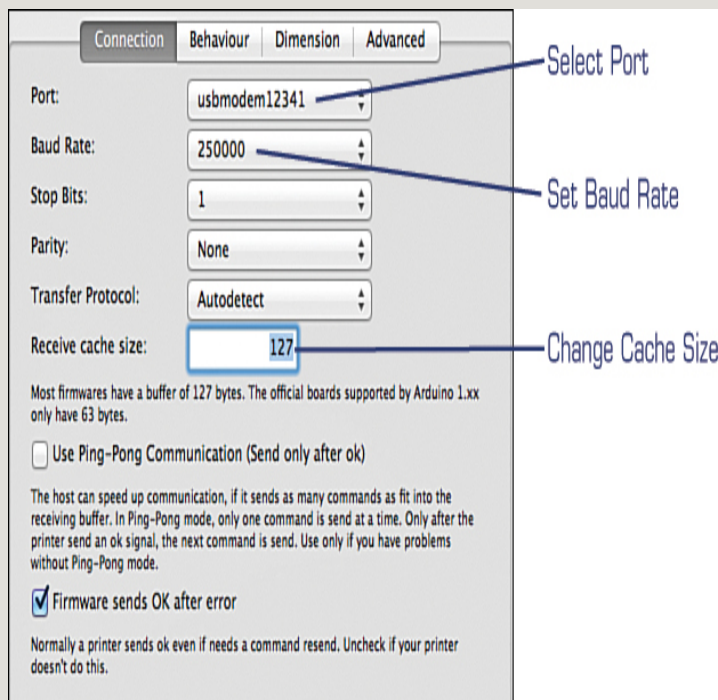 Connection Behaviour Dimension Advanced
Port: usbmodem12341
Select Port
Baud Rate: 250000
Set Baud Rate
Stop Bits: 1
Parity: None
Transfer Protocol: Autodetect
Receive cache size: 127
Change Cache Size
Most firmwares have a buffer of 127 bytes. The official boards supported by Arduino 1.xx
only have 63 bytes.
Use Ping-Pong Communication (Send only after ok)
The host can speed up communication, if it sends as many commands as fit into the
receiving buffer. In Ping-Pong mode, only one command is send at a time. Only after the
printer send an ok signal, the next command is send. Use only if you have problems
without Ping-Pong mode.
Firmware sends OK after error
Normally a printer sends ok even if needs a command resend. Uncheck if your printer
doesn't do this.